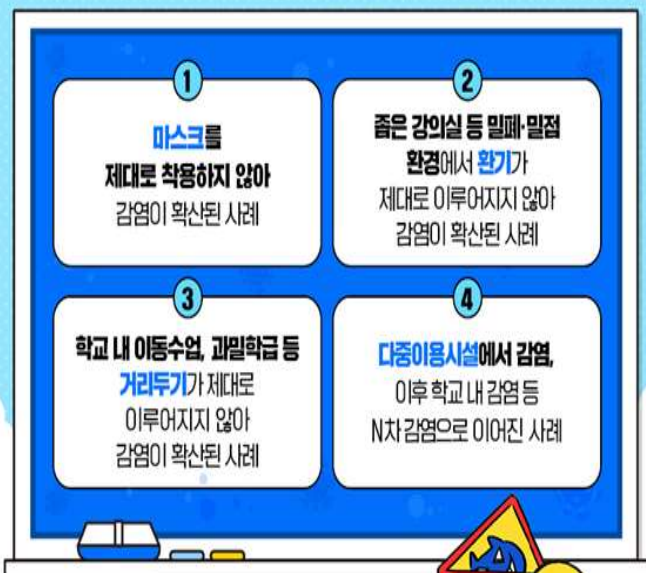 1
마스크를
제대로 착용하지 않아
감염이 확산된 사례
2
좁은 강의실 등 밀폐·밀접
환경에서 환기가
제대로 이루어지지 않아
감염이 확산된 사례
3
학교 내 이동수업, 과밀학급 등
거리두기가 제대로
이루어지지 않아
감염이 확산된 사례
4
다중이용시설에서 감염,
이후 학교 내 감염 등
N차 감염으로 이어진 사례